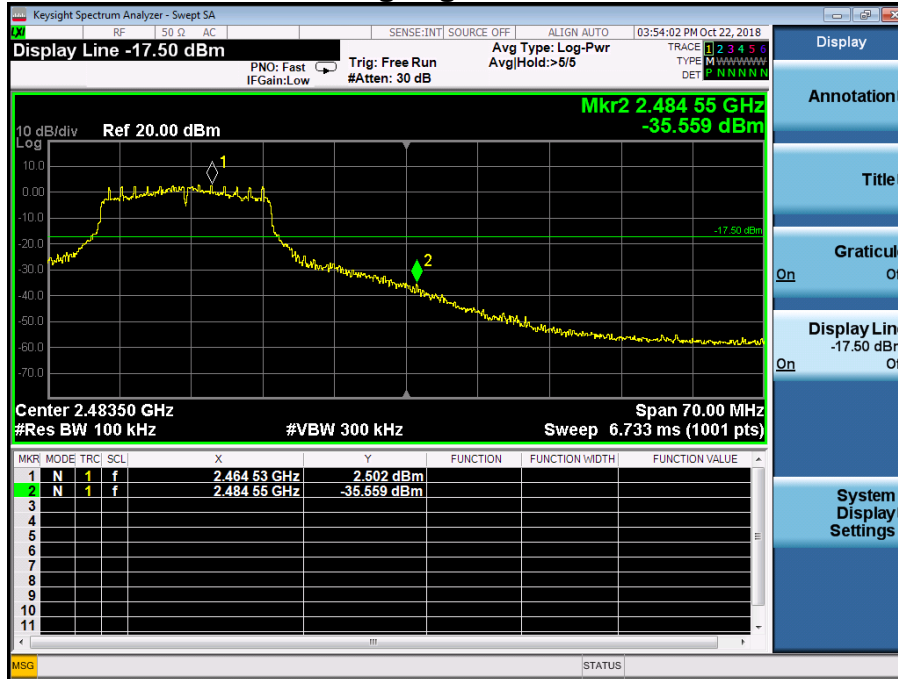 Keysight Spectrum Analyzer - Swept SA
LXI RF 50 Ω AC SENSE:INT SOURCE OFF ALIGN AUTO 03:54:02 PM Oct 22, 2018
Display Line -17.50 dBm
PNO: Fast
IFGain:Low
Trig: Free Run
#Atten: 30 dB
Avg Type: Log-Pwr
Avg|Hold:>5/5
TRACE 1 2 3 4 5 6
TYPE M WWWWW
DET P N N N N N
Mkr2 2.484 55 GHz
-35.559 dBm
10 dB/div Ref 20.00 dBm
Log
10.0
0.00
-10.0
-20.0
-30.0
-40.0
-50.0
-60.0
-70.0
1
2
-17.50 dBm
Center 2.48350 GHz Span 70.00 MHz
#Res BW 100 kHz #VBW 300 kHz Sweep 6.733 ms (1001 pts)
MKR MODE TRC SCL X Y FUNCTION FUNCTION WIDTH FUNCTION VALUE
1 N 1 f 2.464 53 GHz 2.502 dBm
2 N 1 f 2.484 55 GHz -35.559 dBm
3
4
5
6
7
8
9
10
11
MSG STATUS
Display
Annotation
Title
Graticul
On Of
Display Lin
-17.50 dBr
On Of
System
Display
Settings